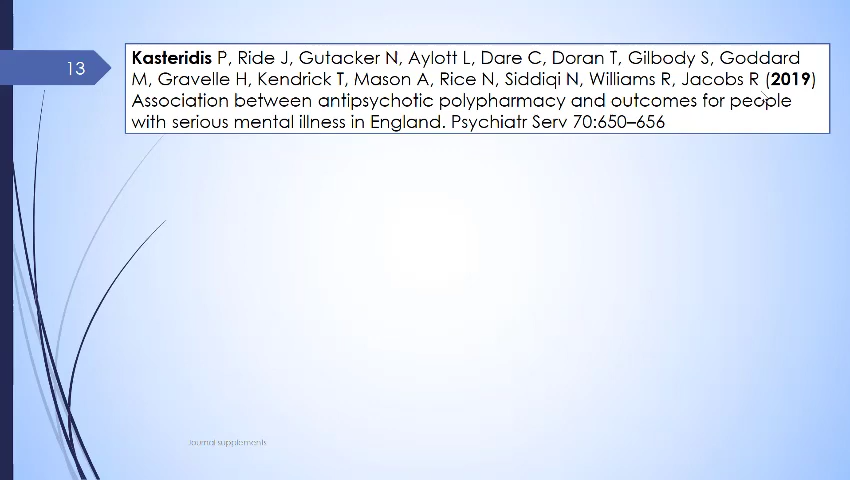 13
Kasteridis P, Ride J, Gutacker N, Aylott L, Dare C, Doran T, Gilbody S, Goddard
M, Gravelle H, Kendrick T, Mason A, Rice N, Siddiqi N, Williams R, Jacobs R (2019)
Association between antipsychotic polypharmacy and outcomes for people
with serious mental illness in England. Psychiatr Serv 70:650–656
Journal supplements